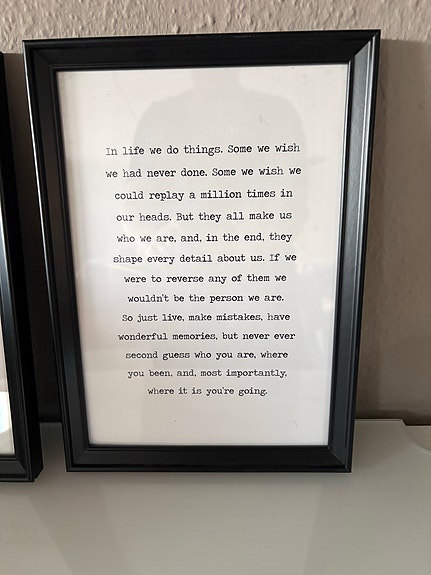 In life we do things. Some we wish
we had never done. Some we wish we
could replay a million times in
our heads. But they all make us
who we are, and, in the end, they
shape every detail about us. If we
were to reverse any of them we
wouldn't be the person we are.
So just live, make mistakes, have
wonderful memories, but never ever
second guess who you are, where
you been, and, most importantly,
where it is you're going.